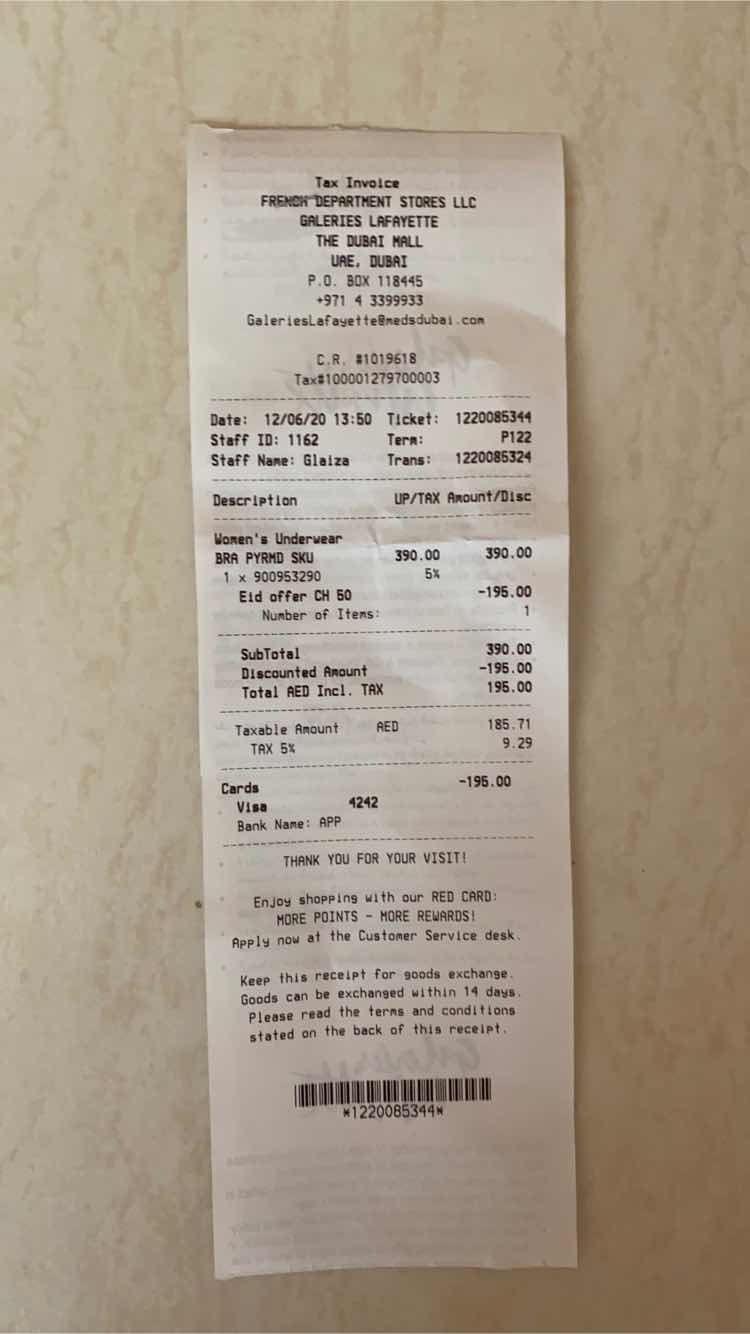 Tax Invoice
FRENCH DEPARTMENT STORES LLC
GALERIES LAFAYETTE
THE DUBAI MALL
UAE, DUBAI
P.O. BOX 118445
+971 4 3399933
GaleriesLafayette@medsdubai.com
C.R. #1019618
Tax#100001279700003
Date: 12/06/20 13:50 Ticket: 1220085344
Staff ID: 1162 Term: P122
Staff Name: Glaiza Trans: 1220085324
Description UP/TAX Amount/Disc
Women's Underwear
BRA PYRMD SKU 390.00 390.00
1 x 900953290 5%
Eid offer CH 50 -195.00
Number of Items: 1
SubTotal 390.00
Discounted Amount -195.00
Total AED Incl. TAX 195.00
Taxable Amount AED 185.71
TAX 5% 9.29
Cards -195.00
Visa 4242
Bank Name: APP
THANK YOU FOR YOUR VISIT!
Enjoy shopping with our RED CARD:
MORE POINTS - MORE REWARDS!
Apply now at the Customer Service desk.
Keep this receipt for goods exchange.
Goods can be exchanged within 14 days.
Please read the terms and conditions
stated on the back of this receipt.
*1220085344*